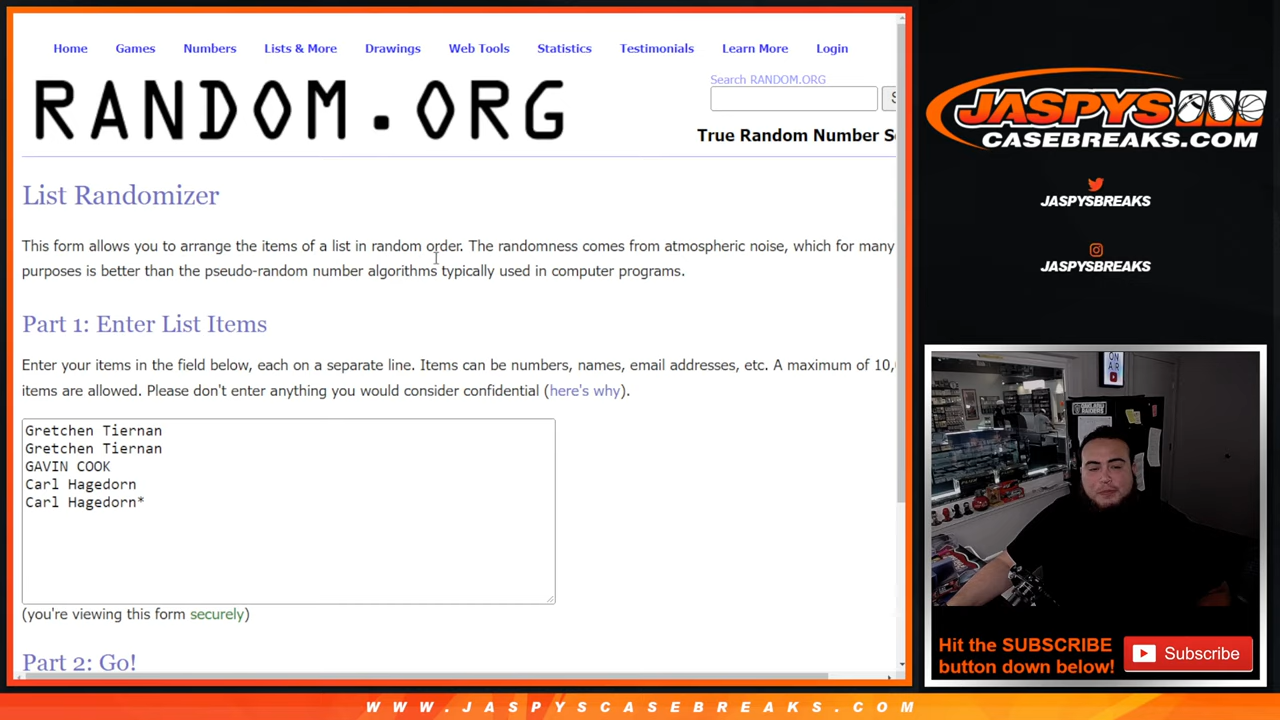 Home Games Numbers Lists & More Drawings Web Tools Statistics Testimonials Learn More Login
RANDOM.ORG
Search RANDOM.ORG
S
True Random Number S
List Randomizer
This form allows you to arrange the items of a list in random order. The randomness comes from atmospheric noise, which for many
purposes is better than the pseudo-random number algorithms typically used in computer programs.
Part 1: Enter List Items
Enter your items in the field below, each on a separate line. Items can be numbers, names, email addresses, etc. A maximum of 10,
items are allowed. Please don't enter anything you would consider confidential (here's why).
Gretchen Tiernan
Gretchen Tiernan
GAVIN COOK
Carl Hagedorn
Carl Hagedorn*
(you're viewing this form securely)
Part 2: Go!
JASPYS
CASEBREAKS.COM
JASPYSBREAKS
JASPYSBREAKS
ON AIR
OAKLAND
RAIDERS
Hit the SUBSCRIBE
button down below!
Subscribe
WWW.JASPYSCASEBREAKS.COM